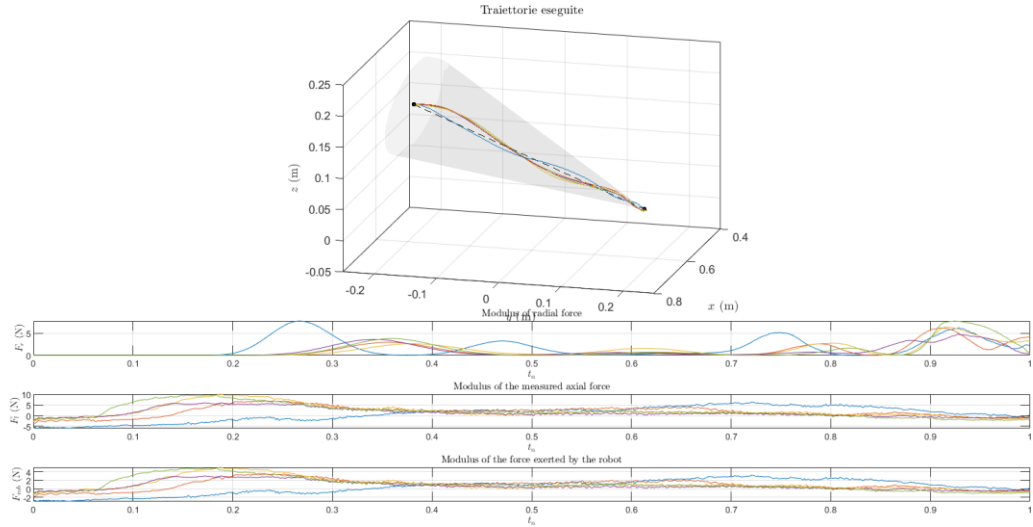 Traiettorie eseguite
0.25
0.2
0.15
0.1
0.05
0
-0.05
z (m)
-0.2
-0.1
0
0.1
0.2
y (m)
0.4
0.6
0.8
x (m)
Modulus of radial force
F_r (N)
5
0
0 0.1 0.2 0.3 0.4 0.5 0.6 0.7 0.8 0.9 1
t_n
Modulus of the measured axial force
(N)
10
5
0
-5
0 0.1 0.2 0.3 0.4 0.5 0.6 0.7 0.8 0.9 1
t_n
Modulus of the force exerted by the robot
(N)
4
2
0
-2
0 0.1 0.2 0.3 0.4 0.5 0.6 0.7 0.8 0.9 1
t_n